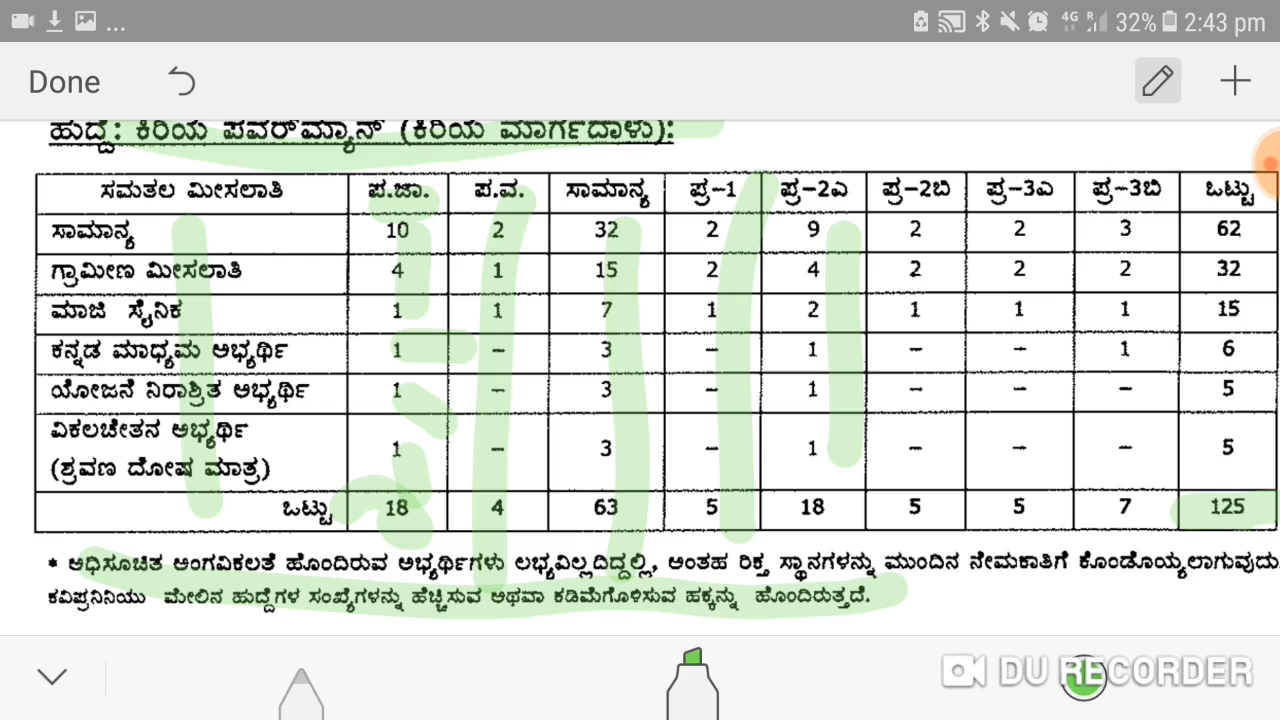 ... 4G R 32% 2:43 pm
Done
ಹುದ್ದೆ: ಕಿರಿಯ ಪವರ್‌ಮ್ಯಾನ್ (ಕಿರಿಯ ಮಾರ್ಗದಾಳು):
ಸಮತಲ ಮೀಸಲಾತಿ ಪ.ಜಾ. ಪ.ವ. ಸಾಮಾನ್ಯ ಪ್ರ-1 ಪ್ರ-2ಎ ಪ್ರ-2ಬಿ ಪ್ರ-3ಎ ಪ್ರ-3ಬಿ ಒಟ್ಟು
ಸಾಮಾನ್ಯ 10 2 32 2 9 2 2 3 62
ಗ್ರಾಮೀಣ ಮೀಸಲಾತಿ 4 1 15 2 4 2 2 2 32
ಮಾಜಿ ಸೈನಿಕ 1 1 7 1 2 1 1 1 15
ಕನ್ನಡ ಮಾಧ್ಯಮ ಅಭ್ಯರ್ಥಿ 1 – 3 – 1 – – 1 6
ಯೋಜನೆ ನಿರಾಶ್ರಿತ ಅಭ್ಯರ್ಥಿ 1 – 3 – 1 – – – 5
ವಿಕಲಚೇತನ ಅಭ್ಯರ್ಥಿ
(ಶ್ರವಣ ದೋಷ ಮಾತ್ರ) 1 – 3 – 1 – – – 5
ಒಟ್ಟು 18 4 63 5 18 5 5 7 125
* ಅಧಿಸೂಚಿತ ಅಂಗವಿಕಲತೆ ಹೊಂದಿರುವ ಅಭ್ಯರ್ಥಿಗಳು ಲಭ್ಯವಿಲ್ಲದಿದ್ದಲ್ಲಿ, ಅಂತಹ ರಿಕ್ತ ಸ್ಥಾನಗಳನ್ನು ಮುಂದಿನ ನೇಮಕಾತಿಗೆ ಕೊಂಡೊಯ್ಯಲಾಗುವುದು
ಕವಿಪ್ರನಿನಿಯು ಮೇಲಿನ ಹುದ್ದೆಗಳ ಸಂಖ್ಯೆಗಳನ್ನು ಹೆಚ್ಚಿಸುವ ಅಥವಾ ಕಡಿಮೆಗೊಳಿಸುವ ಹಕ್ಕನ್ನು ಹೊಂದಿರುತ್ತದೆ.
DU RECORDER